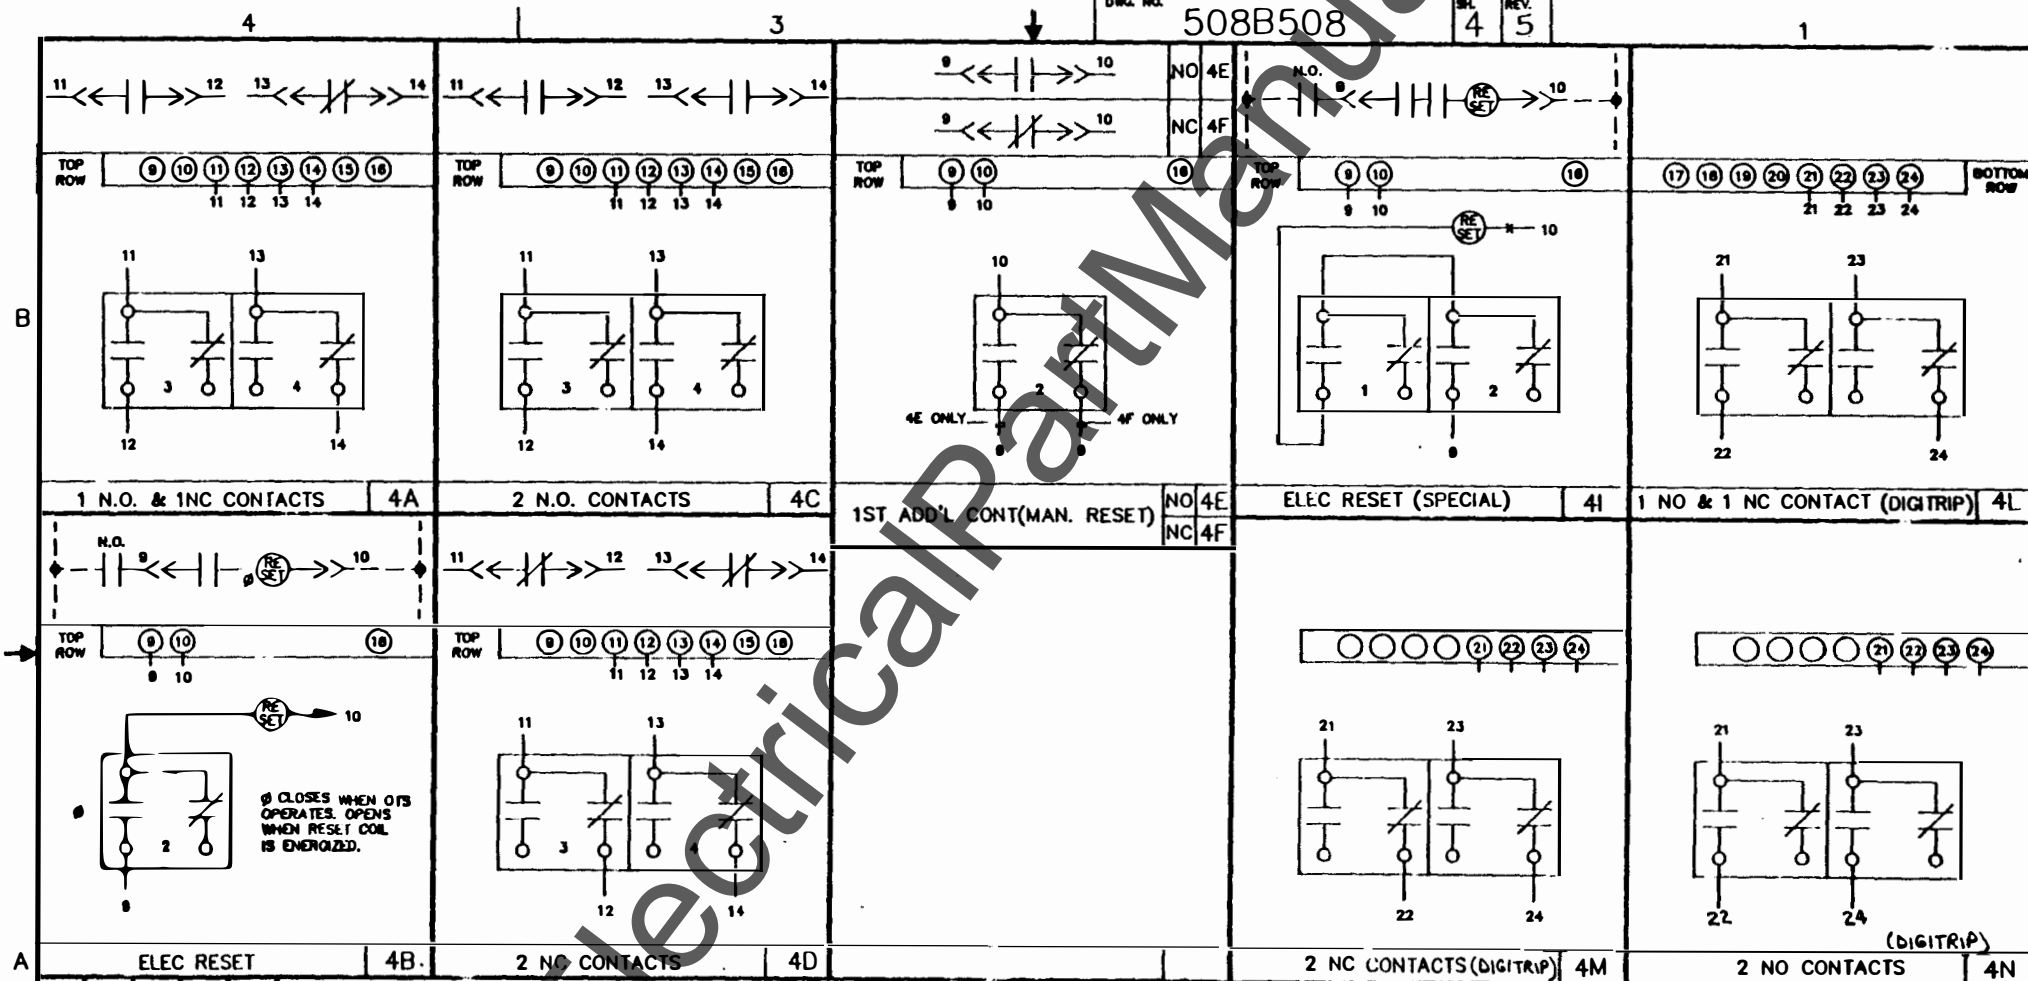 4
3
DWG. NO.
508B508
SH.
4
REV.
5
1
B
A
11 12 13 14
TOP ROW
9 10 11 12 13 14 15 16
11 12 13 14
11 13
3 4
12 14
1 N.O. & 1NC CONTACTS 4A
11 12 13 14
TOP ROW
9 10 11 12 13 14 15 16
11 12 13 14
11 13
3 4
12 14
2 N.O. CONTACTS 4C
9 10 NO 4E
9 10 NC 4F
TOP ROW
9 10 16
9 10
10
2
4E ONLY 4F ONLY
9 9
1ST ADD'L CONT(MAN. RESET)
NO 4E
NC 4F
N.O. 9 RE SET 10
TOP ROW
9 10 16
9 10
RE SET 10
1 2
9
ELEC RESET (SPECIAL) 4I
17 18 19 20 21 22 23 24
BOTTOM ROW
21 22 23 24
21 23
22 24
1 NO & 1 NC CONTACT (DIGITRIP) 4L
N.O. 9 Ø RE SET 10
TOP ROW
9 10 16
9 10
RE SET 10
Ø
2
Ø CLOSES WHEN OTS
OPERATES. OPENS
WHEN RESET COIL
IS ENERGIZED.
9
ELEC RESET 4B
11 12 13 14
TOP ROW
9 10 11 12 13 14 15 16
11 12 13 14
11 13
3 4
12 14
2 NC CONTACTS 4D
21 22 23 24
21 23
22 24
2 NC CONTACTS (DIGITRIP) 4M
21 22 23 24
21 23
22 24
(DIGITRIP)
2 NO CONTACTS 4N
lectricalPartManu